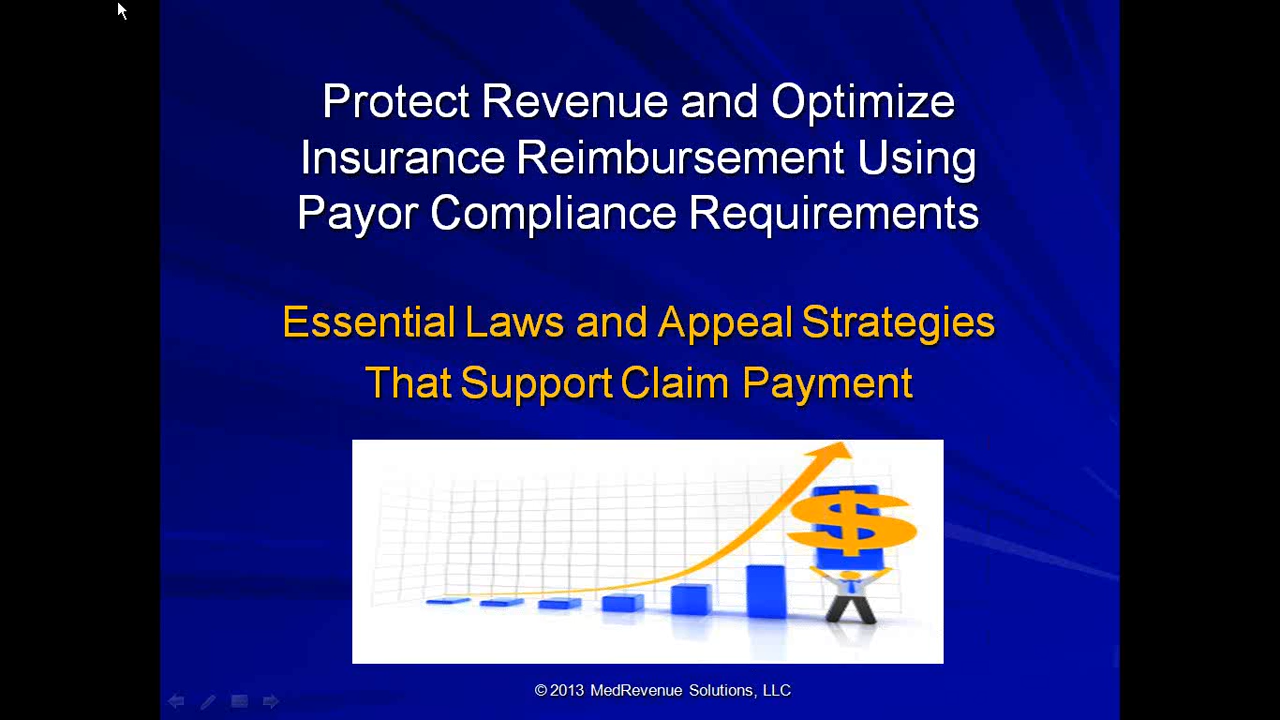 Protect Revenue and Optimize
Insurance Reimbursement Using
Payor Compliance Requirements
Essential Laws and Appeal Strategies
That Support Claim Payment
$
© 2013 MedRevenue Solutions, LLC